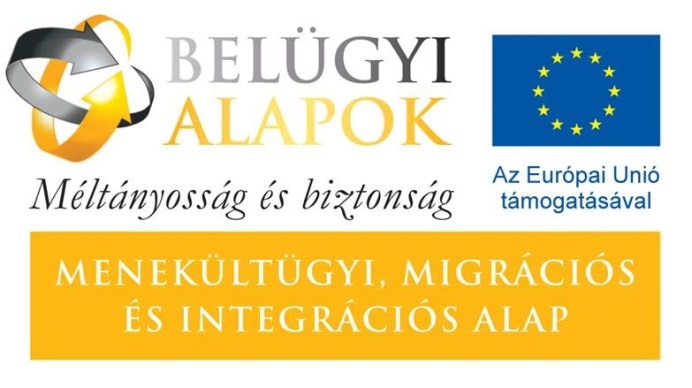 BELÜGYI
ALAPOK
Méltányosság és biztonság
Az Európai Unió
támogatásával
MENEKÜLTÜGYI, MIGRÁCIÓS
ÉS INTEGRÁCIÓS ALAP